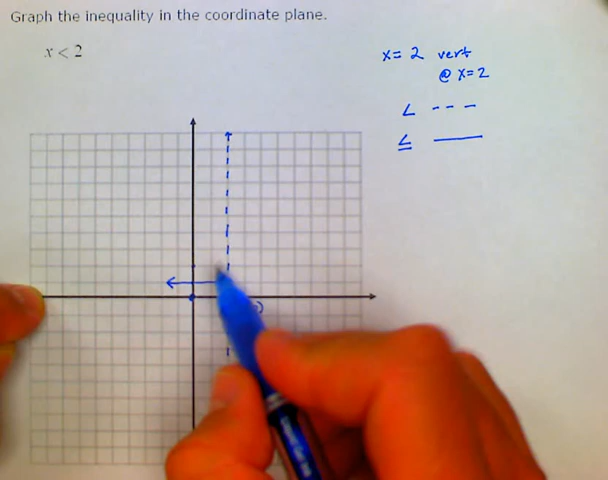 Graph the inequality in the coordinate plane.
x < 2
x = 2 vert
@ x = 2
< - - -
≤ —